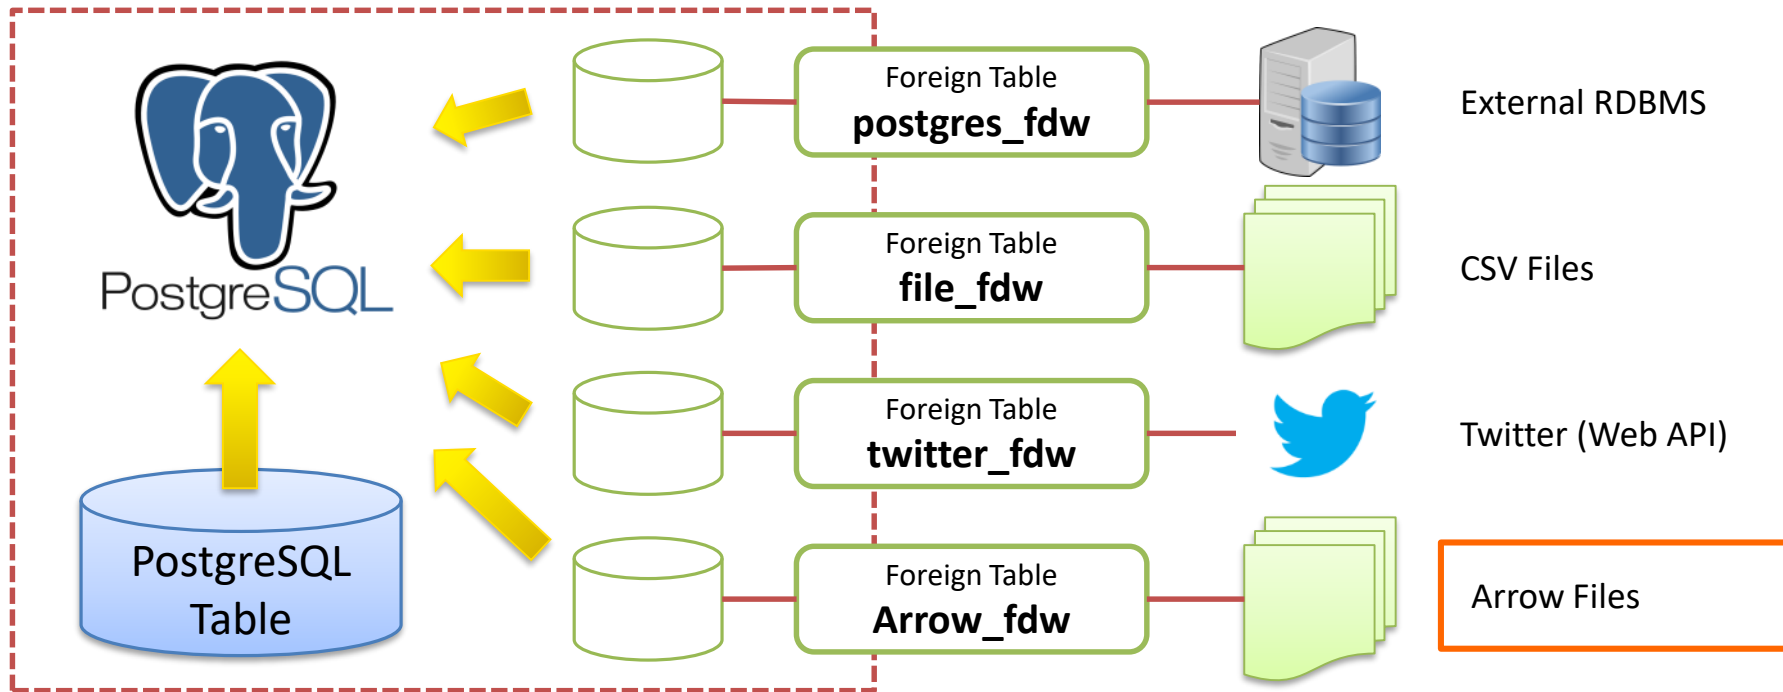 Foreign Table
postgres_fdw
External RDBMS
PostgreSQL
Foreign Table
file_fdw
CSV Files
Foreign Table
twitter_fdw
Twitter (Web API)
PostgreSQL
Table
Foreign Table
Arrow_fdw
Arrow Files